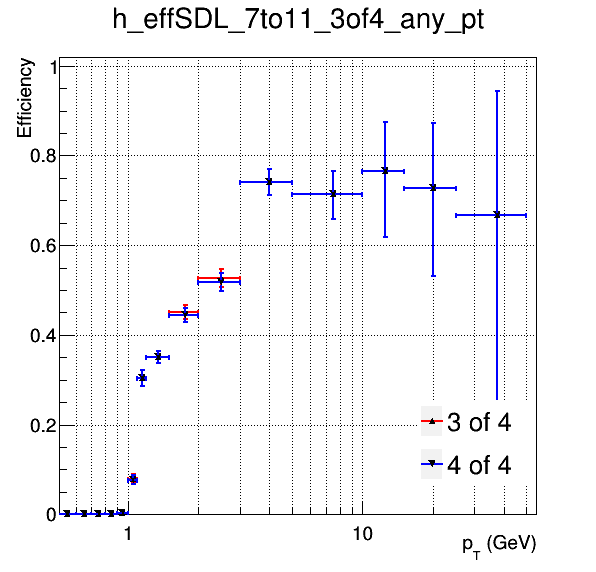 h_effSDL_7to11_3of4_any_pt
Efficiency
1
0.8
0.6
0.4
0.2
0
3 of 4
4 of 4
1
10
p_T (GeV)